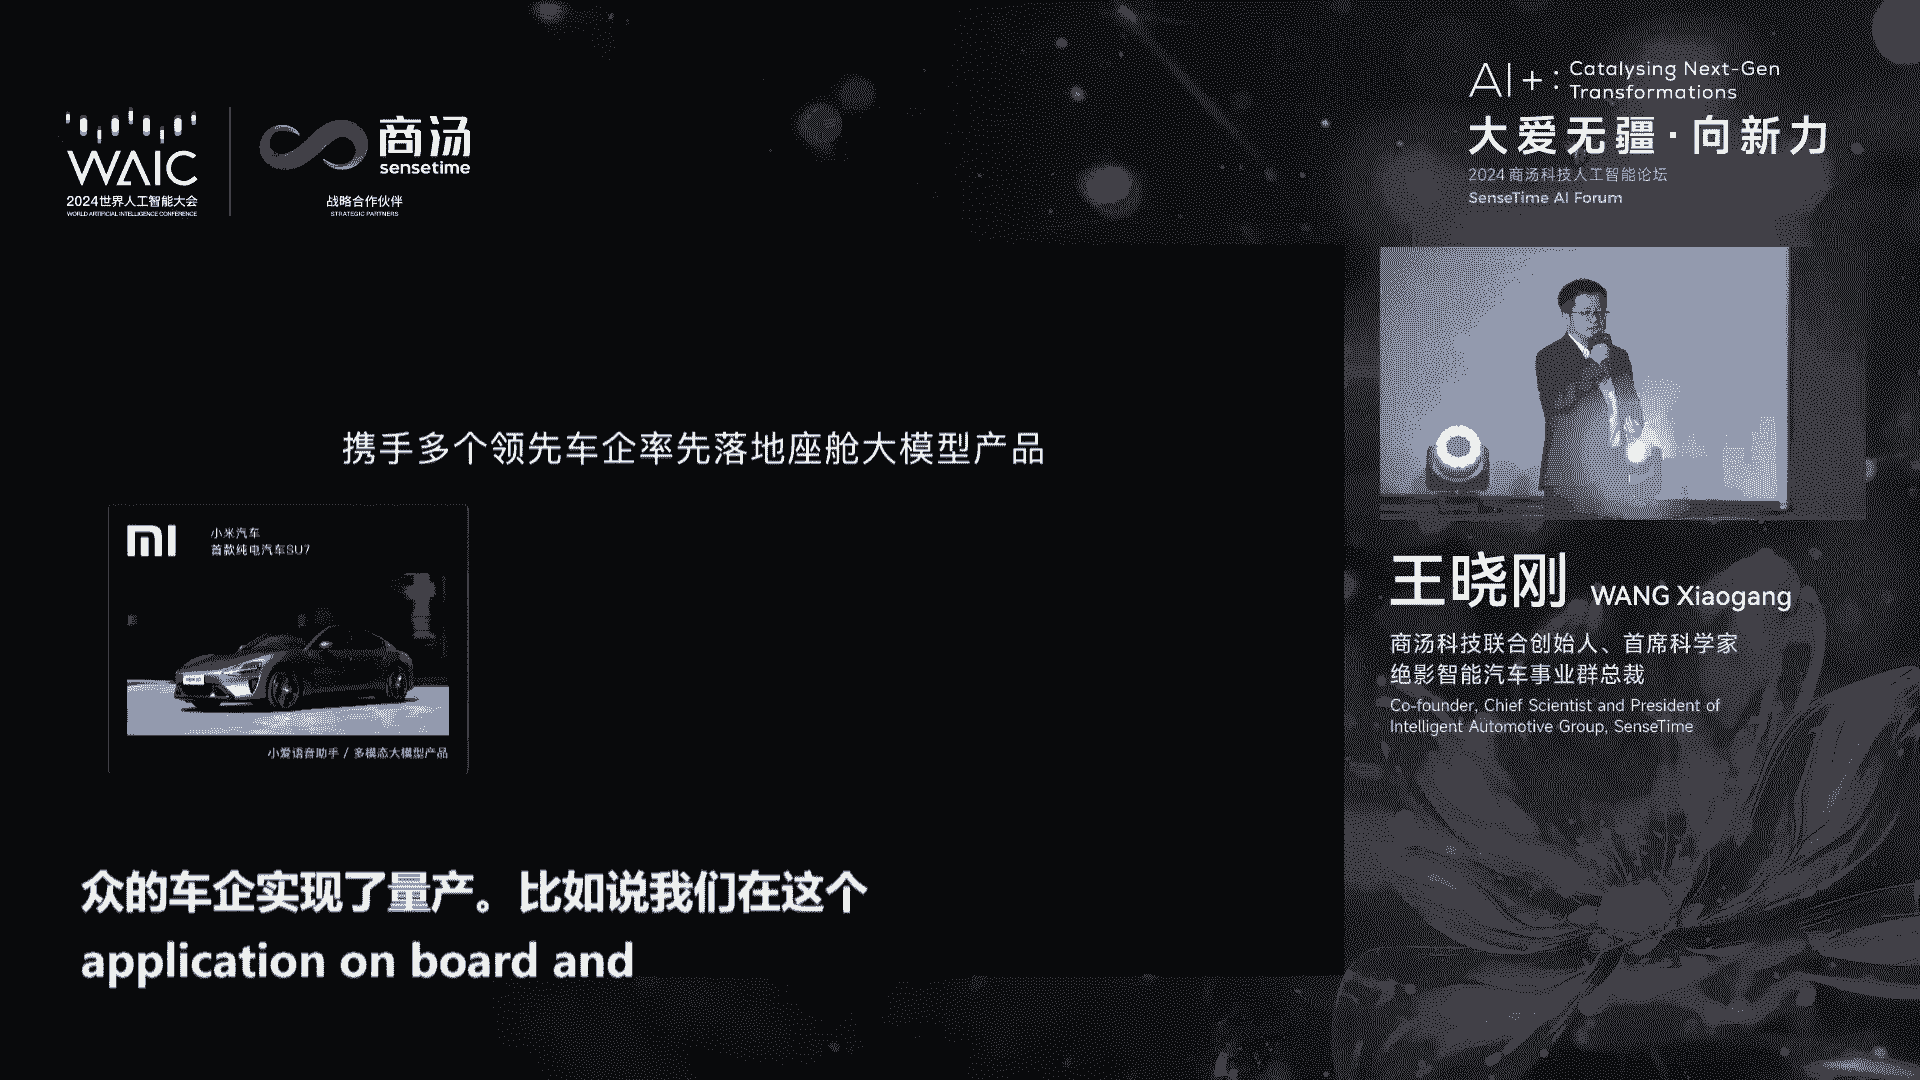 WAIC
2024世界人工智能大会
WORLD ARTIFICIAL INTELLIGENCE CONFERENCE
商汤
sensetime
战略合作伙伴
STRATEGIC PARTNERS
AI+: Catalysing Next-Gen
Transformations
大爱无疆·向新力
2024 商汤科技人工智能论坛
SenseTime AI Forum
携手多个领先车企率先落地座舱大模型产品
小米汽车
首款纯电汽车SU7
小爱语音助手 / 多模态大模型产品
王晓刚 WANG Xiaogang
商汤科技联合创始人、首席科学家
绝影智能汽车事业群总裁
Co-founder, Chief Scientist and President of
Intelligent Automotive Group, SenseTime
众的车企实现了量产。比如说我们在这个
application on board and